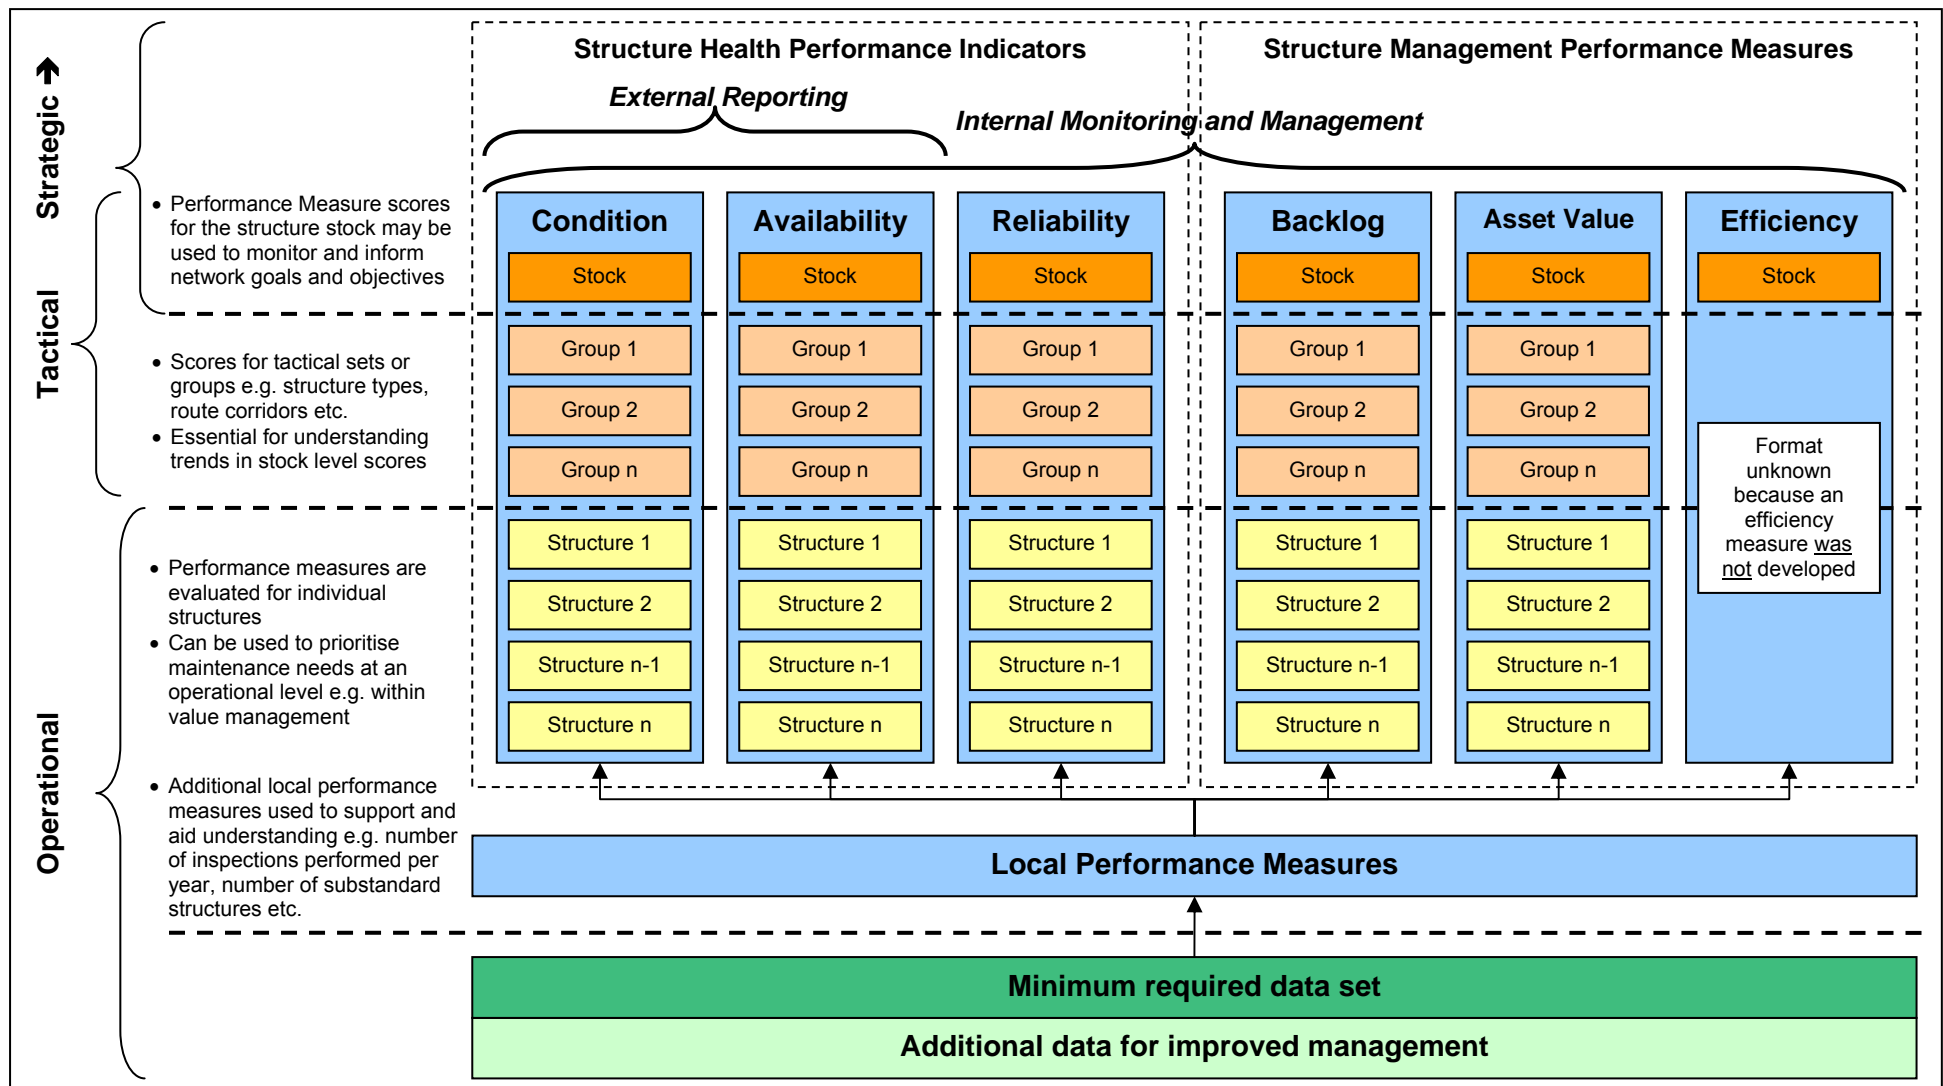 Structure Health Performance Indicators
Structure Management Performance Measures
External Reporting
Internal Monitoring and Management
Strategic ➔
Tactical
Operational
• Performance Measure scores
for the structure stock may be
used to monitor and inform
network goals and objectives
• Scores for tactical sets or
groups e.g. structure types,
route corridors etc.
• Essential for understanding
trends in stock level scores
• Performance measures are
evaluated for individual
structures
• Can be used to prioritise
maintenance needs at an
operational level e.g. within
value management
• Additional local performance
measures used to support and
aid understanding e.g. number
of inspections performed per
year, number of substandard
structures etc.
Condition
Stock
Group 1
Group 2
Group n
Structure 1
Structure 2
Structure n-1
Structure n
Availability
Stock
Group 1
Group 2
Group n
Structure 1
Structure 2
Structure n-1
Structure n
Reliability
Stock
Group 1
Group 2
Group n
Structure 1
Structure 2
Structure n-1
Structure n
Backlog
Stock
Group 1
Group 2
Group n
Structure 1
Structure 2
Structure n-1
Structure n
Asset Value
Stock
Group 1
Group 2
Group n
Structure 1
Structure 2
Structure n-1
Structure n
Efficiency
Stock
Format
unknown
because an
efficiency
measure was
not developed
Local Performance Measures
Minimum required data set
Additional data for improved management